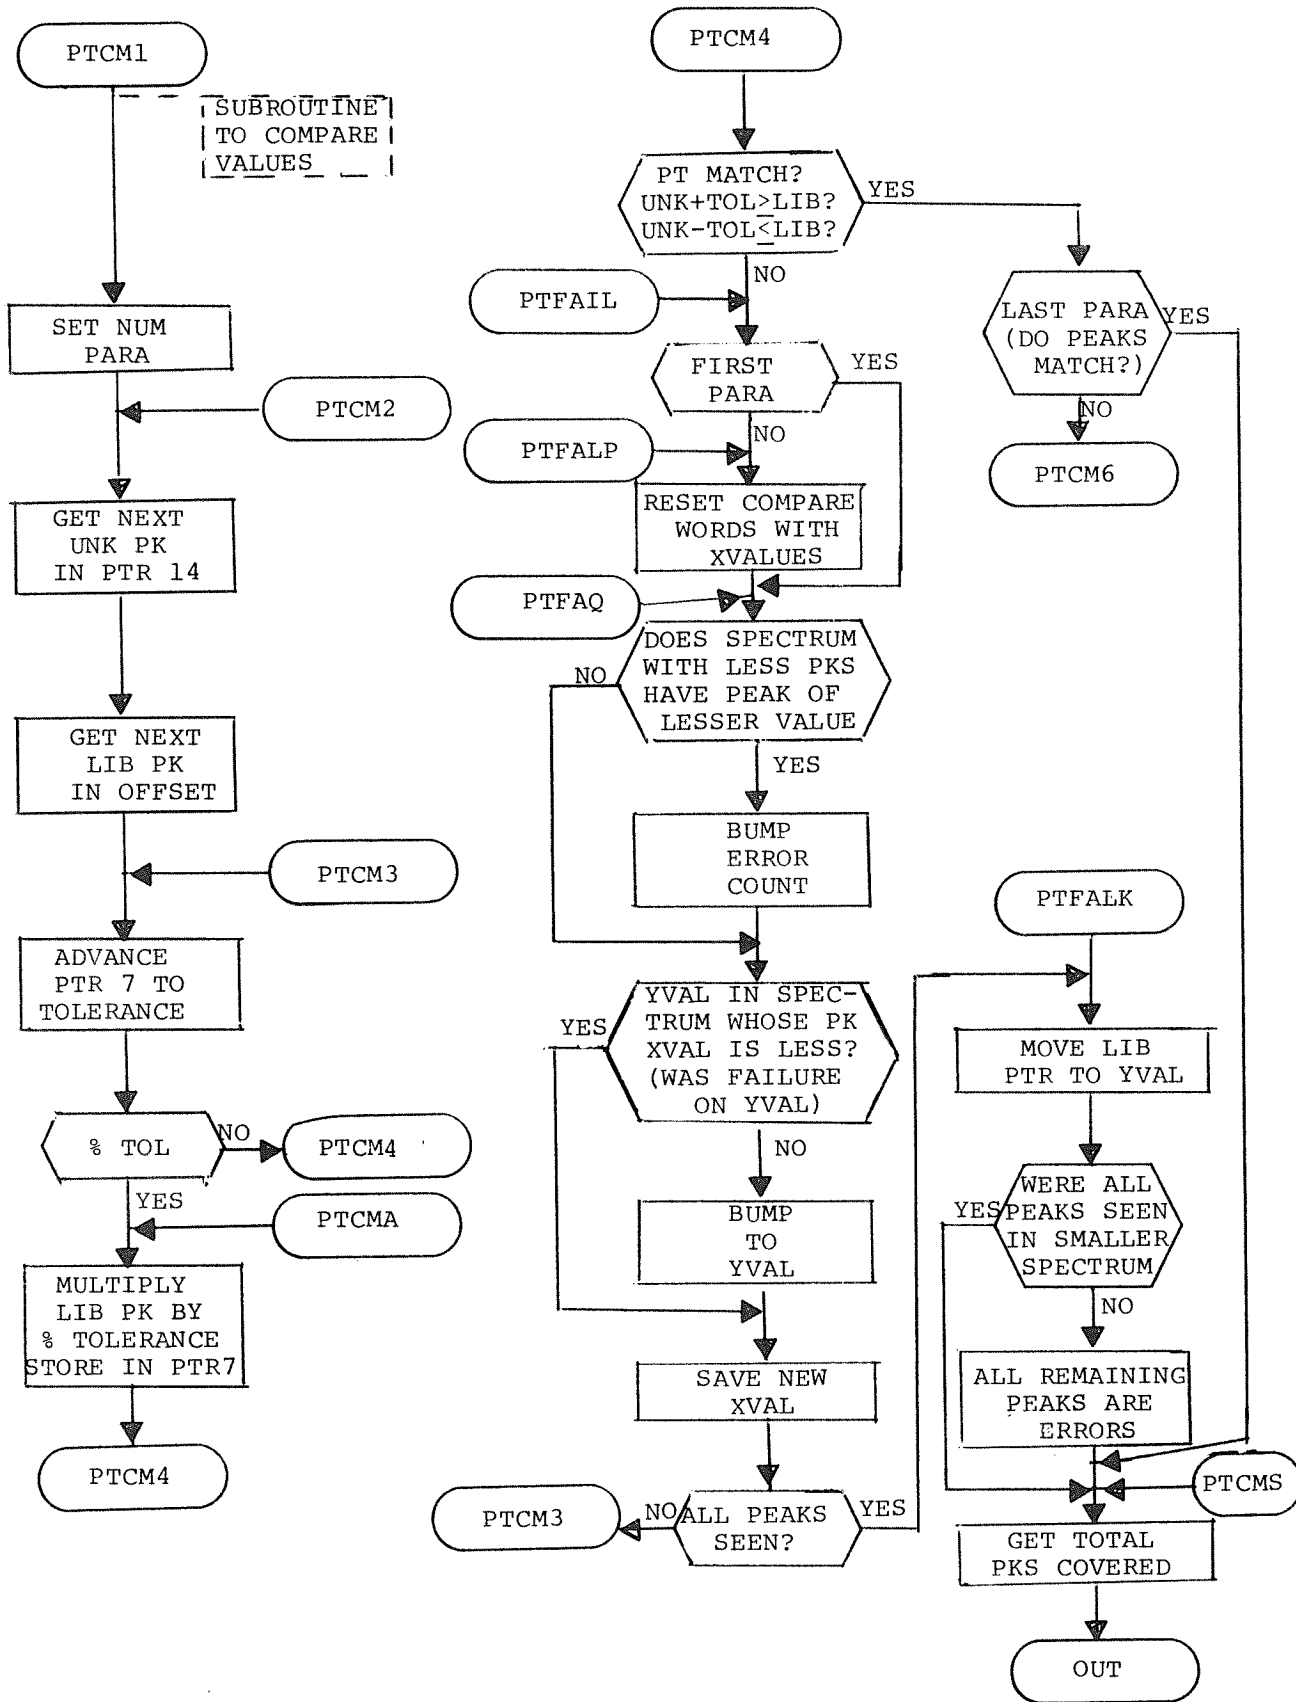 PTCM1
SUBROUTINE
TO COMPARE
VALUES
SET NUM
PARA
PTCM2
GET NEXT
UNK PK
IN PTR 14
GET NEXT
LIB PK
IN OFFSET
PTCM3
ADVANCE
PTR 7 TO
TOLERANCE
% TOL
NO
PTCM4
YES
PTCMA
MULTIPLY
LIB PK BY
% TOLERANCE
STORE IN PTR7
PTCM4
PTCM4
PT MATCH?
UNK+TOL≥LIB?
UNK-TOL≤LIB?
YES
NO
PTFAIL
FIRST
PARA
YES
NO
PTFALP
RESET COMPARE
WORDS WITH
XVALUES
PTFAQ
DOES SPECTRUM
WITH LESS PKS
HAVE PEAK OF
LESSER VALUE
NO
YES
BUMP
ERROR
COUNT
YVAL IN SPEC-
TRUM WHOSE PK
XVAL IS LESS?
(WAS FAILURE
ON YVAL)
YES
NO
BUMP
TO
YVAL
SAVE NEW
XVAL
ALL PEAKS
SEEN?
NO
PTCM3
YES
LAST PARA
(DO PEAKS
MATCH?)
YES
NO
PTCM6
PTFALK
MOVE LIB
PTR TO YVAL
WERE ALL
PEAKS SEEN
IN SMALLER
SPECTRUM
YES
NO
ALL REMAINING
PEAKS ARE
ERRORS
PTCMS
GET TOTAL
PKS COVERED
OUT